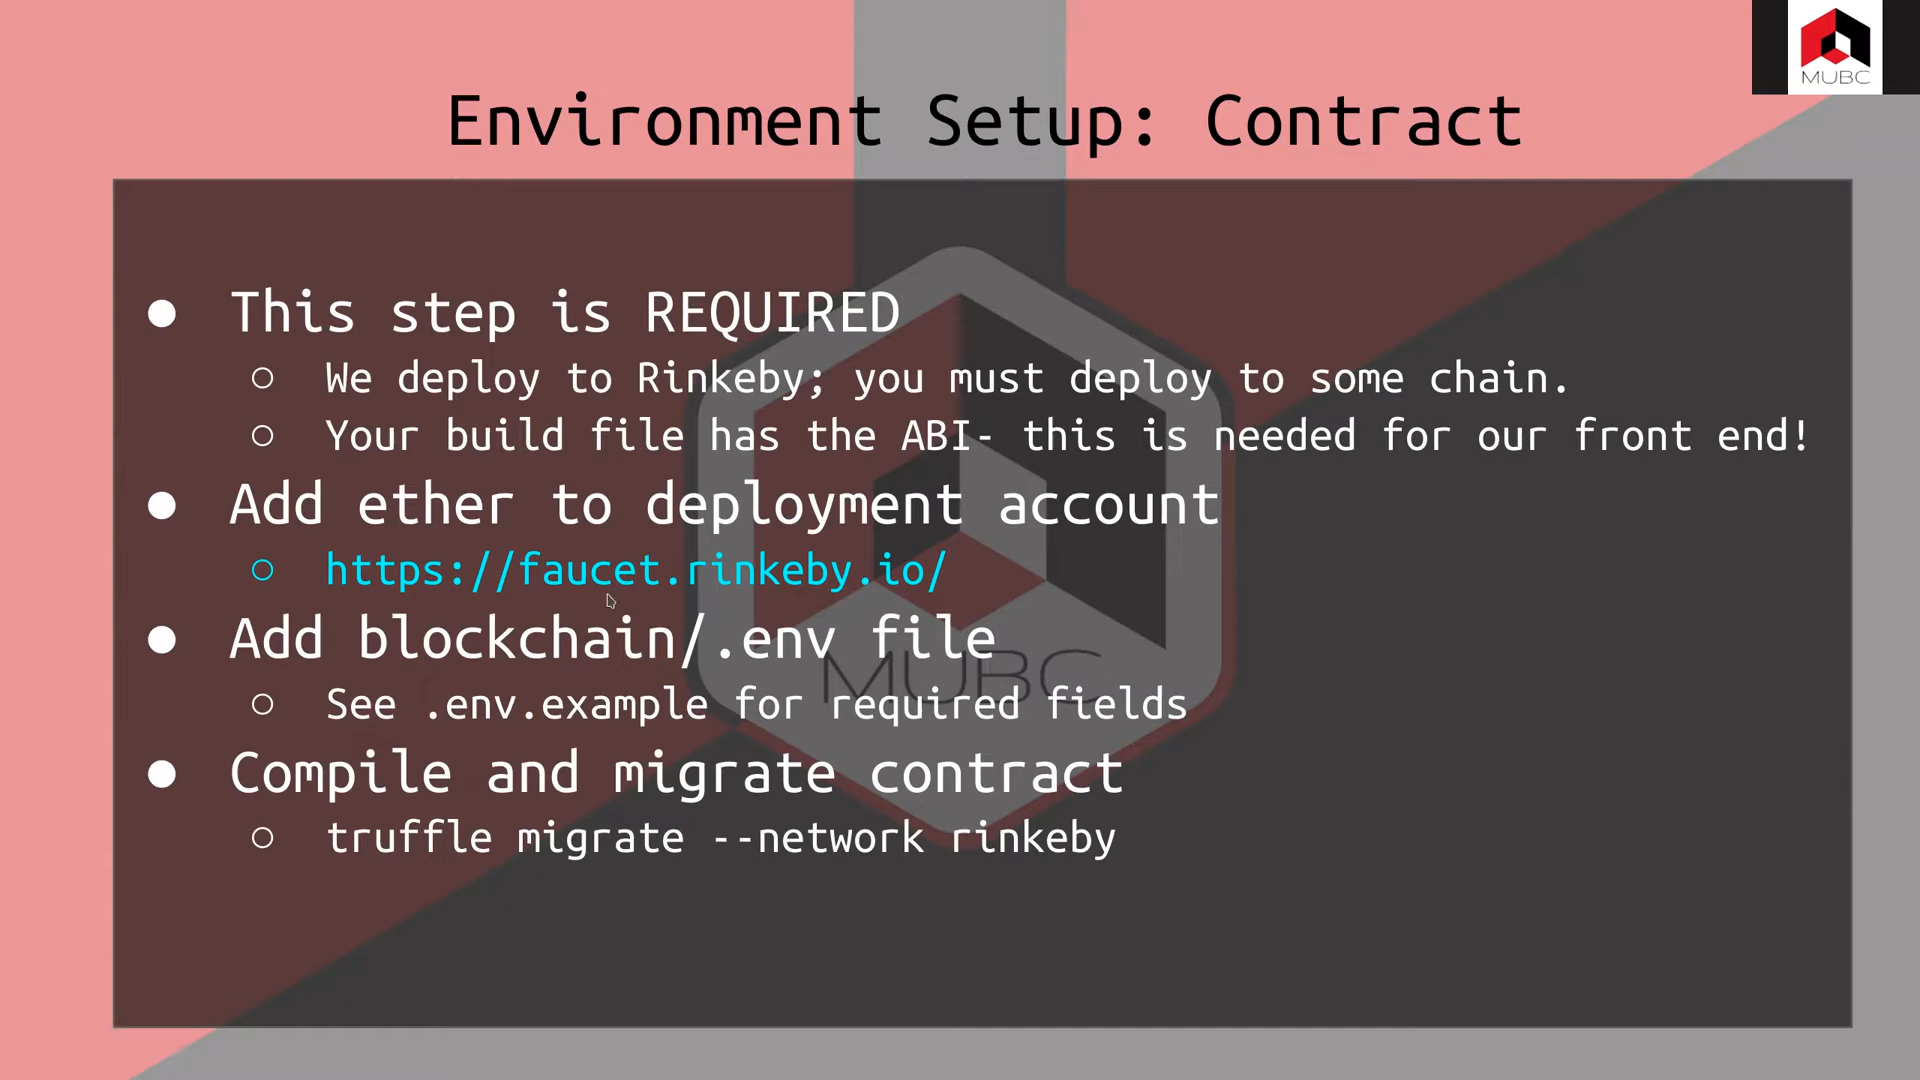 MUBC
Environment Setup: Contract
● This step is REQUIRED
○ We deploy to Rinkeby; you must deploy to some chain.
○ Your build file has the ABI- this is needed for our front end!
● Add ether to deployment account
○ https://faucet.rinkeby.io/
● Add blockchain/.env file
MUBC
○ See .env.example for required fields
● Compile and migrate contract
○ truffle migrate --network rinkeby